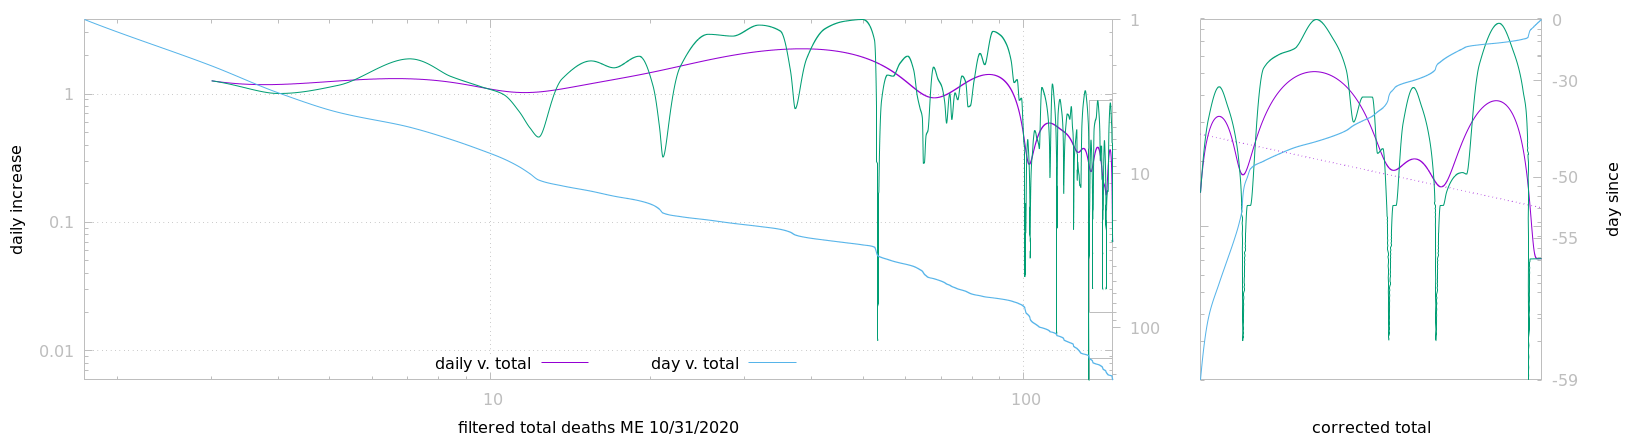 1
0.1
0.01
daily increase
1
10
100
0
-30
-50
-55
-59
day since
daily v. total
day v. total
10
100
filtered total deaths ME 10/31/2020
corrected total